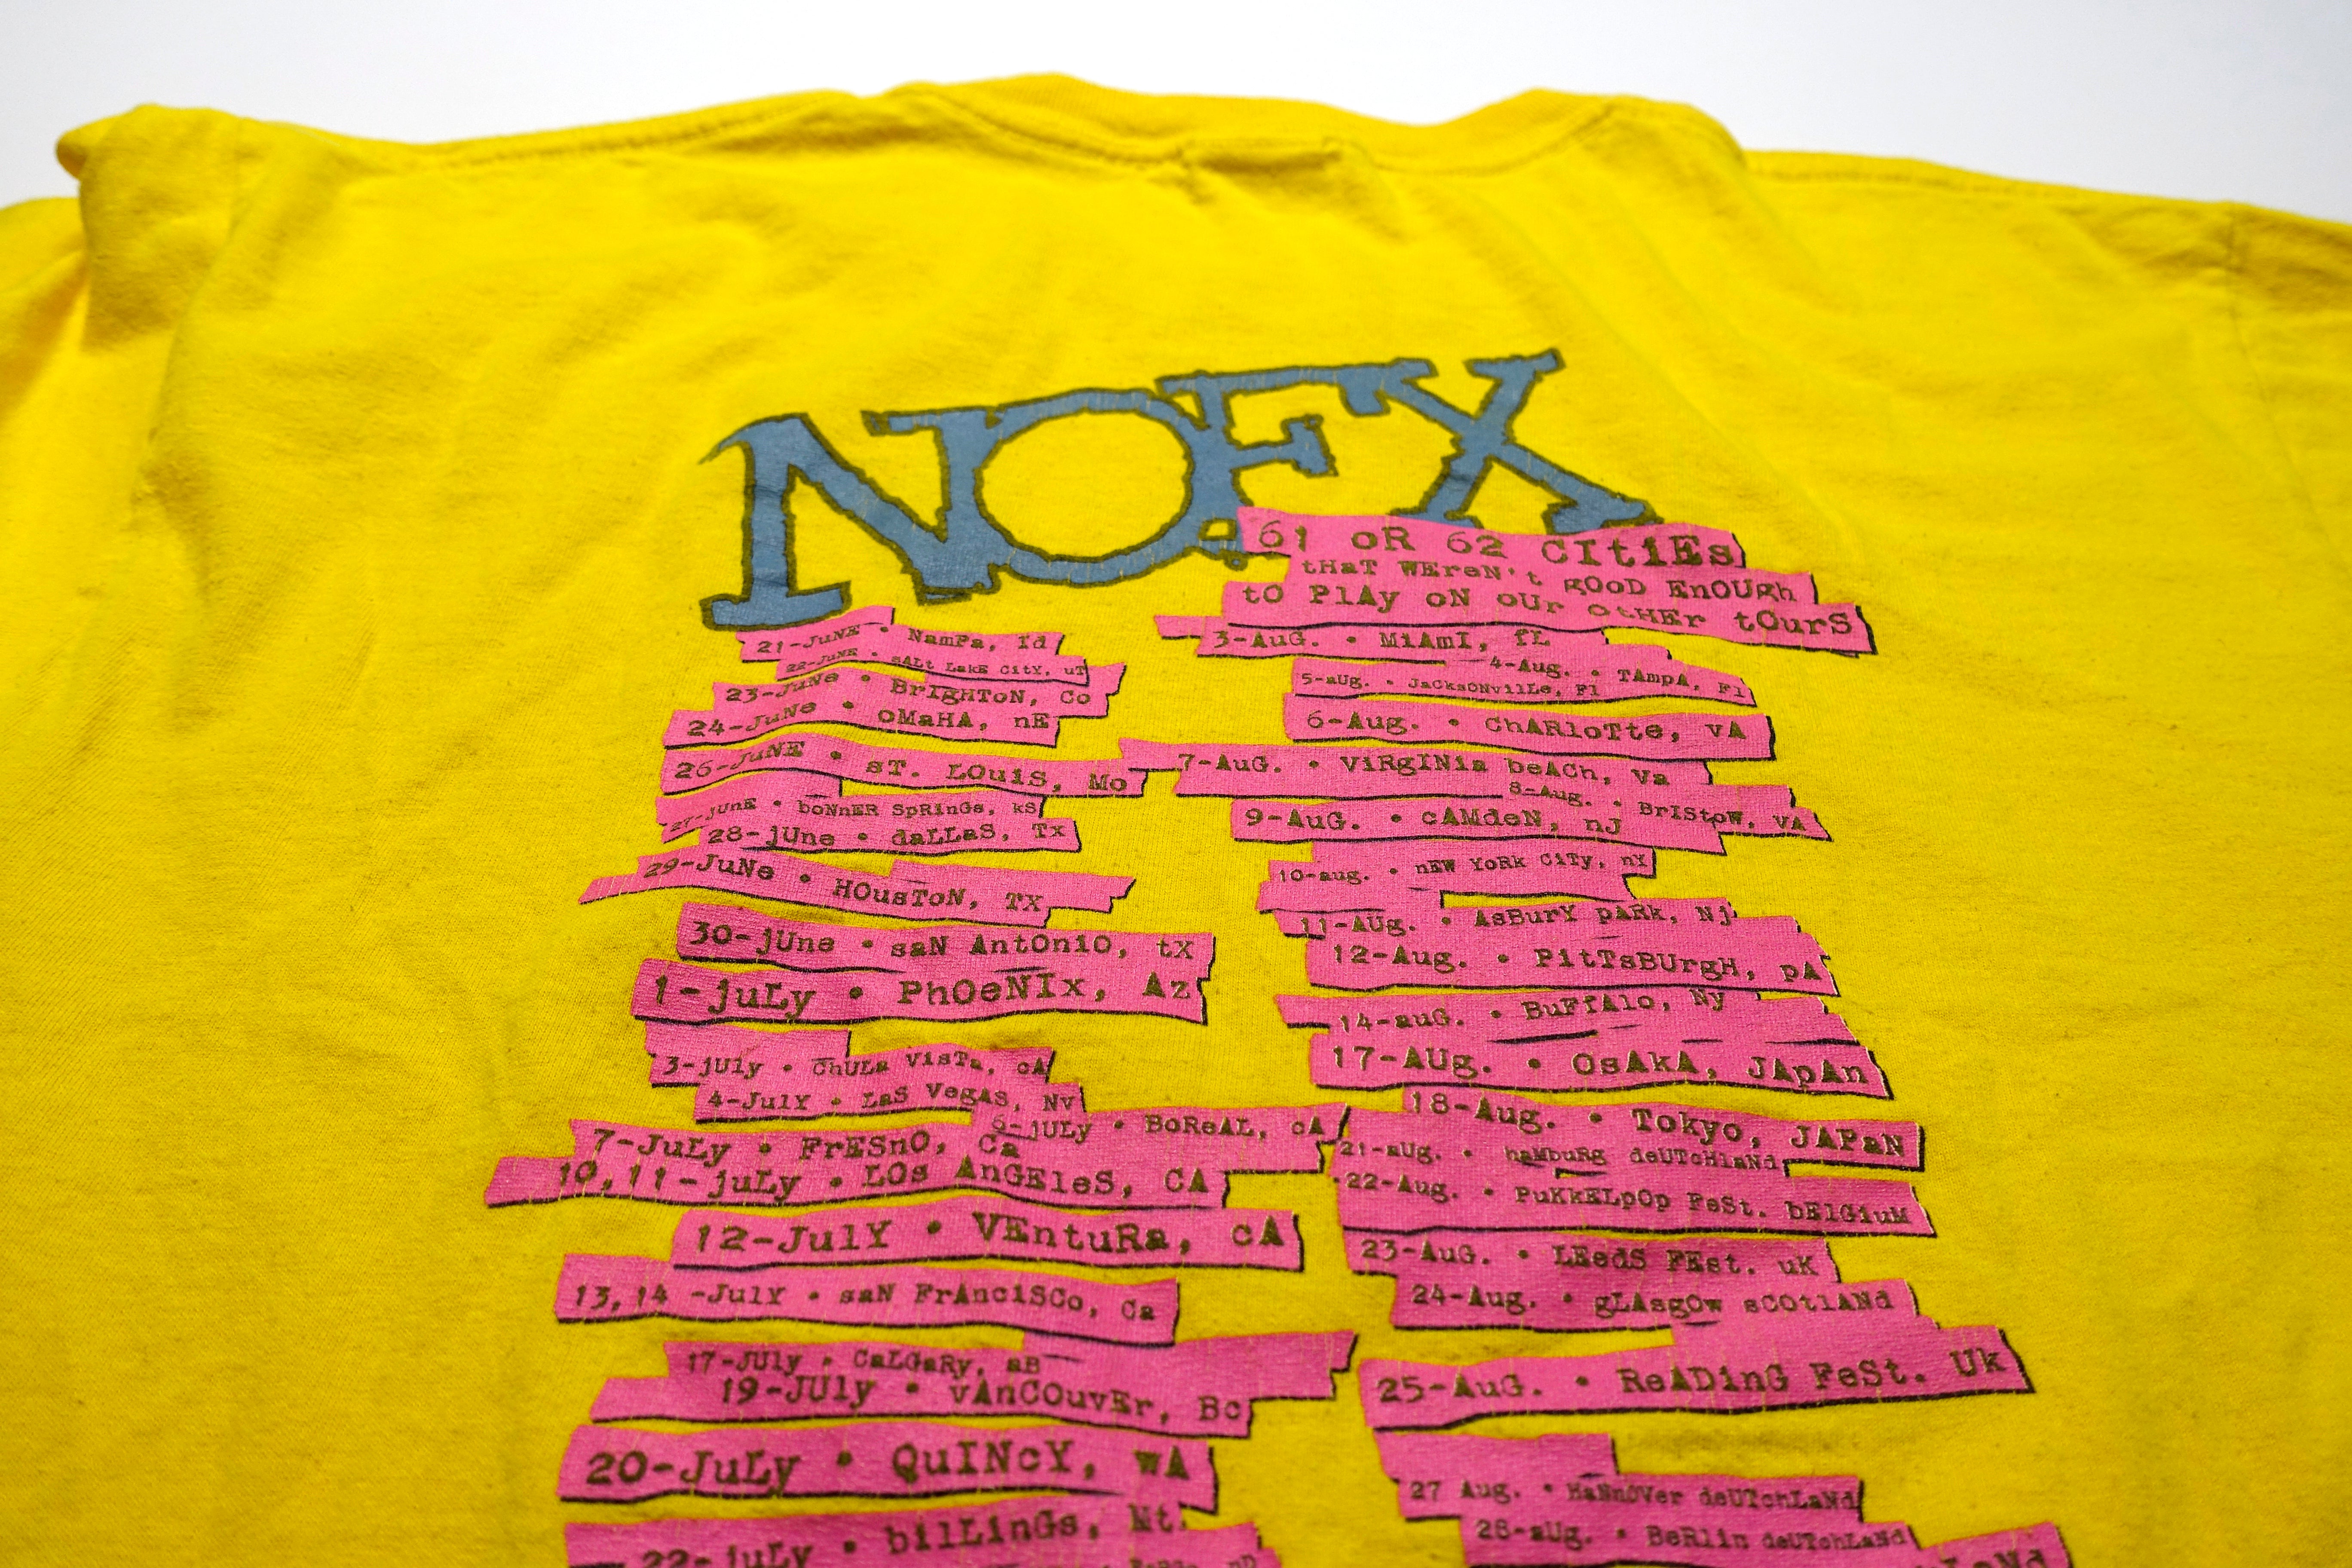 NOFX
61 oR 62 CItiEs
tHaT WEreN't gOOD EnOUgh
tO PlAy oN oUr OtHEr tOurS
21-JuNE • NamPa, Id
22-JuNE • sALt LakE CitY, uT
23-JuNe • BrIgHToN, Co
24-JuNe • oMaHA, nE
26-JuNE • sT. LOuiS, Mo
27-JUnE • boNnER SpRinGs, kS
28-jUne • daLLaS, Tx
29-JuNe • HOusToN, TX
30-jUne • saN AntOnio, tX
1-juLy • PhOeNIx, Az
3-jUly • ChULa VisTa, cA
4-JulY • LaS VegAS, Nv
6-jULy • BoReAL, cA
7-JuLy • FrESnO, Ca
10,11-juLy • LOs AnGEleS, CA
12-JulY • VEntuRa, cA
13,14 -JulY • saN FrAnciSCo, Ca
17-JUly • CaLGaRy, aB
19-JUly • vAnCOuvEr, Bc
20-JuLy • QuINcY, wA
22-juLy • bilLinGs, Mt.
3-AuG. • MiAmI, fL
4-Aug. • TAmpA, Fl
5-aUg. • JaCksONvilLe, Fl
6-Aug. • ChARloTte, vA
7-AuG. • ViRgINia beACh, Va
8-Aug. • BrIStoW, VA
9-AuG. • cAMdeN, nJ
10-aug. • nEW YoRk CiTy, nY
11-AUg. • AsBurY pARk, Nj
12-Aug. • PitTsBUrgH, pA
14-auG. • BuFfAlo, Ny
17-AUg. • OsAkA, JApAn
18-Aug. • Tokyo, JAPaN
21-aUg. • haMbuRg deUTcHlaNd
22-Aug. • PuKkELpOp FeSt. bElGiuM
23-AuG. • LEedS FEst. uK
24-Aug. • gLAsgOw sCOtlANd
25-AuG. • ReADinG FeSt. Uk
27 Aug. • HaNnOVer deUTchLaNd
28-aUg. • BeRlin deUTchLaNd